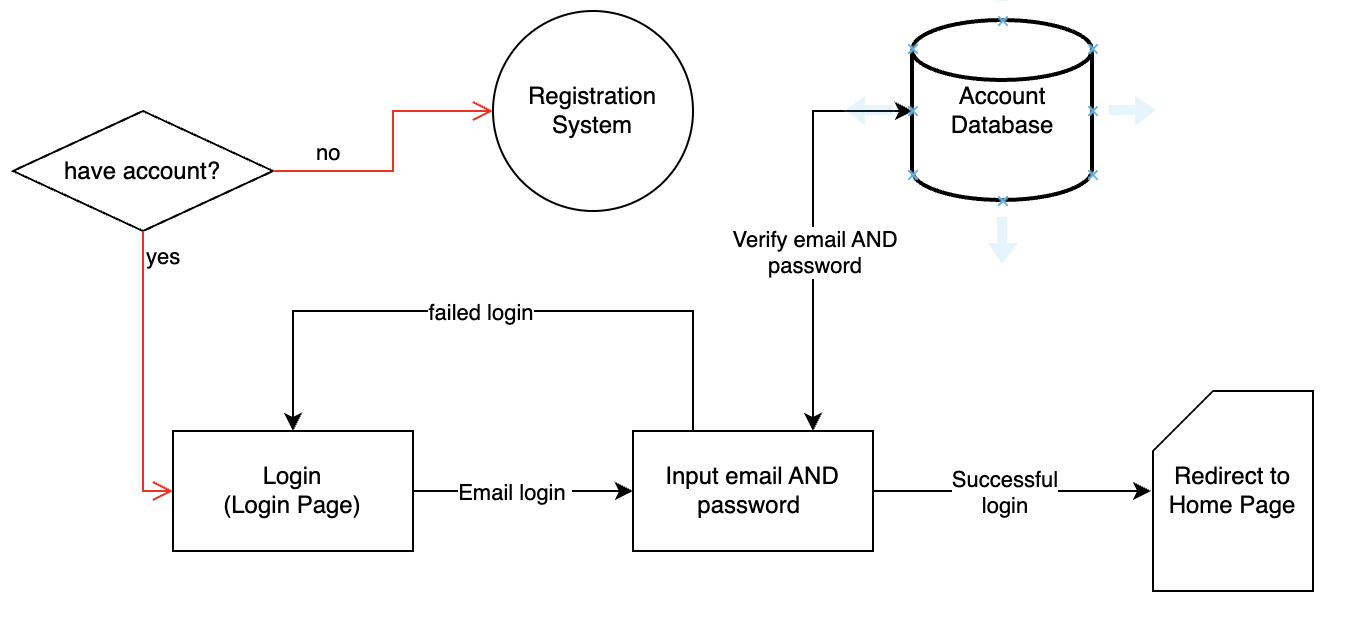 Registration
System
Account
Database
have account?
no
yes
Verify email AND
password
failed login
Login
(Login Page)
Email login
Input email AND
password
Successful
login
Redirect to
Home Page